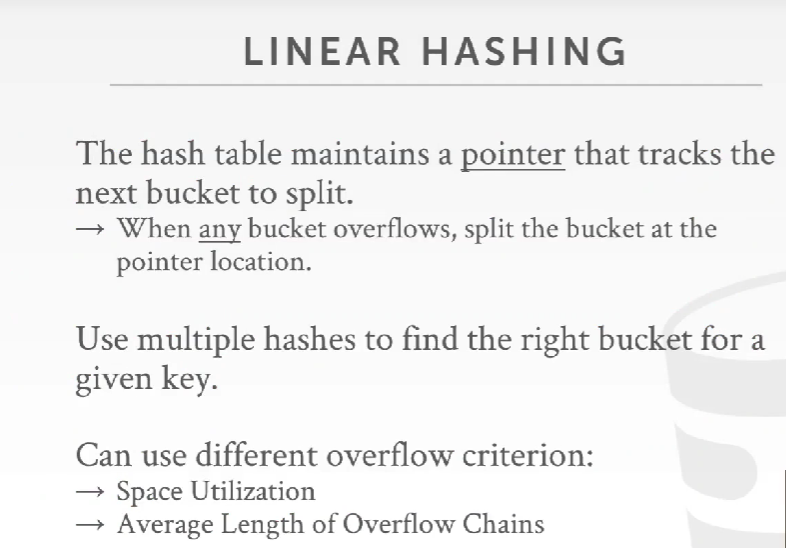 LINEAR HASHING
The hash table maintains a pointer that tracks the
next bucket to split.
→ When any bucket overflows, split the bucket at the
pointer location.
Use multiple hashes to find the right bucket for a
given key.
Can use different overflow criterion:
→ Space Utilization
→ Average Length of Overflow Chains